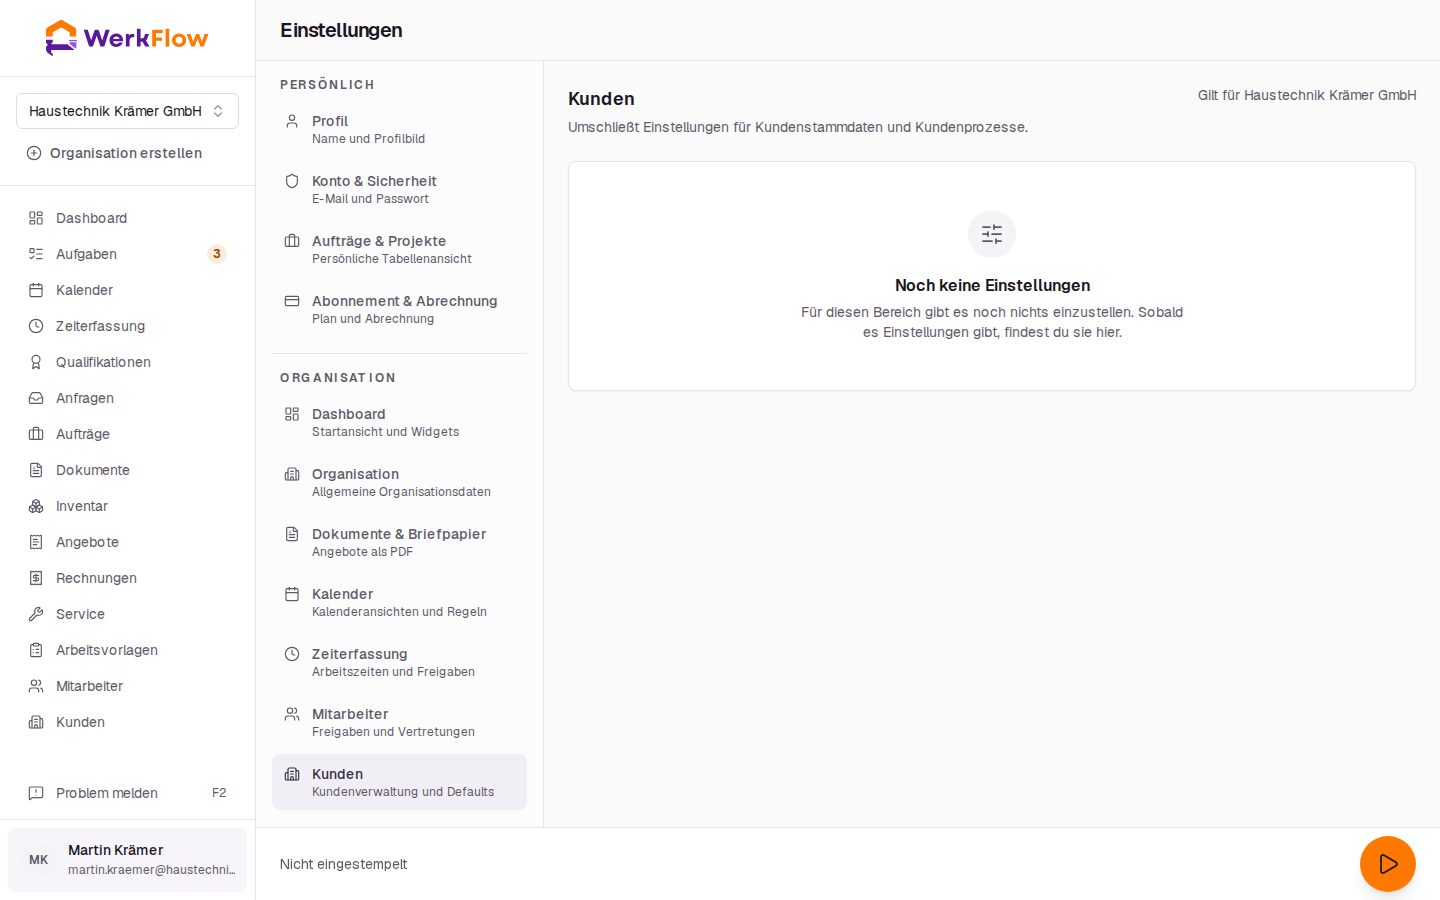 WerkFlow
Haustechnik Krämer GmbH
Organisation erstellen
Dashboard
Aufgaben 3
Kalender
Zeiterfassung
Qualifikationen
Anfragen
Aufträge
Dokumente
Inventar
Angebote
Rechnungen
Service
Arbeitsvorlagen
Mitarbeiter
Kunden
Problem melden F2
MK
Martin Krämer
martin.kraemer@haustechni...
Einstellungen
PERSÖNLICH
Profil
Name und Profilbild
Konto & Sicherheit
E-Mail und Passwort
Aufträge & Projekte
Persönliche Tabellenansicht
Abonnement & Abrechnung
Plan und Abrechnung
ORGANISATION
Dashboard
Startansicht und Widgets
Organisation
Allgemeine Organisationsdaten
Dokumente & Briefpapier
Angebote als PDF
Kalender
Kalenderansichten und Regeln
Zeiterfassung
Arbeitszeiten und Freigaben
Mitarbeiter
Freigaben und Vertretungen
Kunden
Kundenverwaltung und Defaults
Kunden
Gilt für Haustechnik Krämer GmbH
Umschließt Einstellungen für Kundenstammdaten und Kundenprozesse.
Noch keine Einstellungen
Für diesen Bereich gibt es noch nichts einzustellen. Sobald
es Einstellungen gibt, findest du sie hier.
Nicht eingestempelt